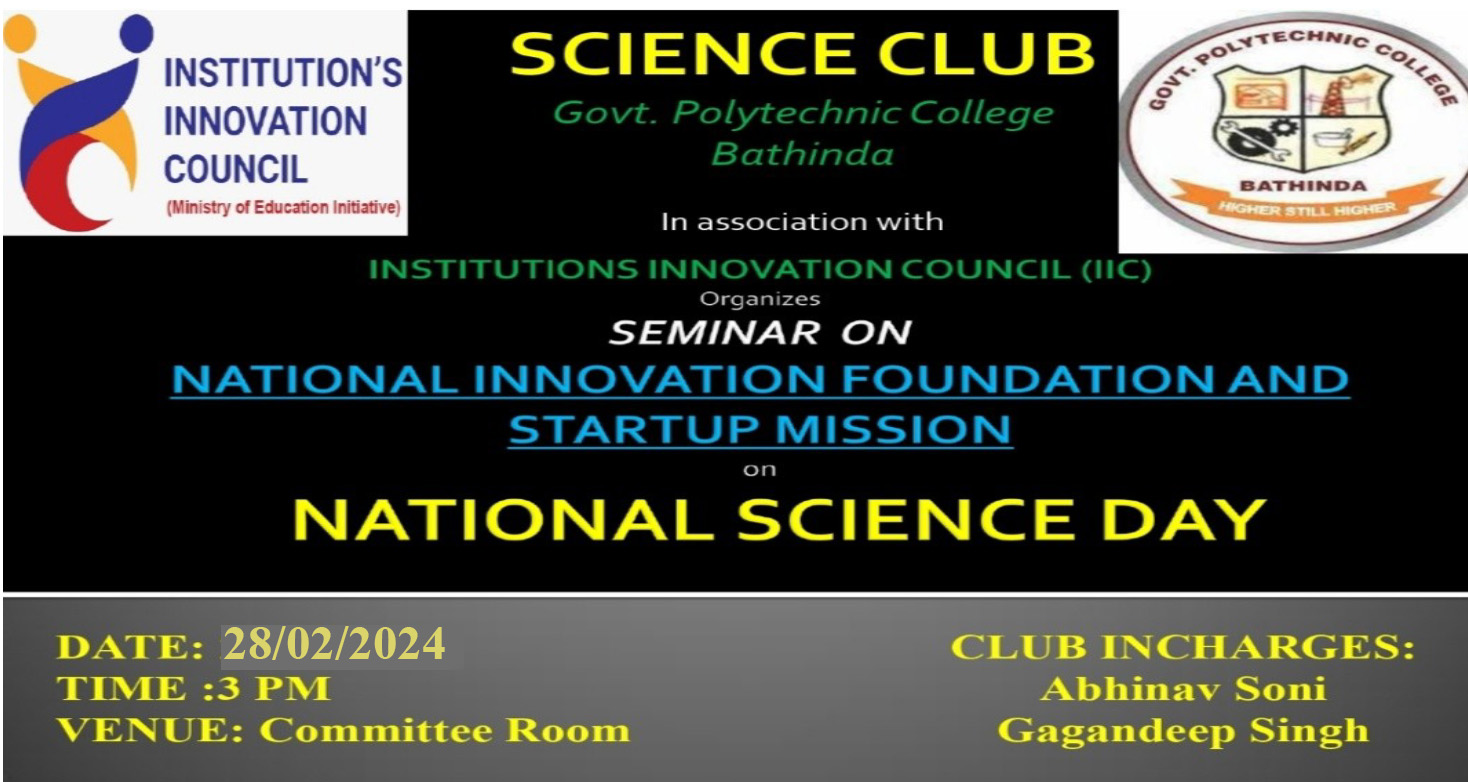 INSTITUTION'S
INNOVATION
COUNCIL
(Ministry of Education Initiative)
SCIENCE CLUB
Govt. Polytechnic College
Bathinda
In association with
GOVT. POLYTECHNIC COLLEGE
BATHINDA
HIGHER STILL HIGHER
INSTITUTIONS INNOVATION COUNCIL (IIC)
Organizes
SEMINAR ON
NATIONAL INNOVATION FOUNDATION AND
STARTUP MISSION
on
NATIONAL SCIENCE DAY
DATE: 28/02/2024
TIME :3 PM
VENUE: Committee Room
CLUB INCHARGES:
Abhinav Soni
Gagandeep Singh